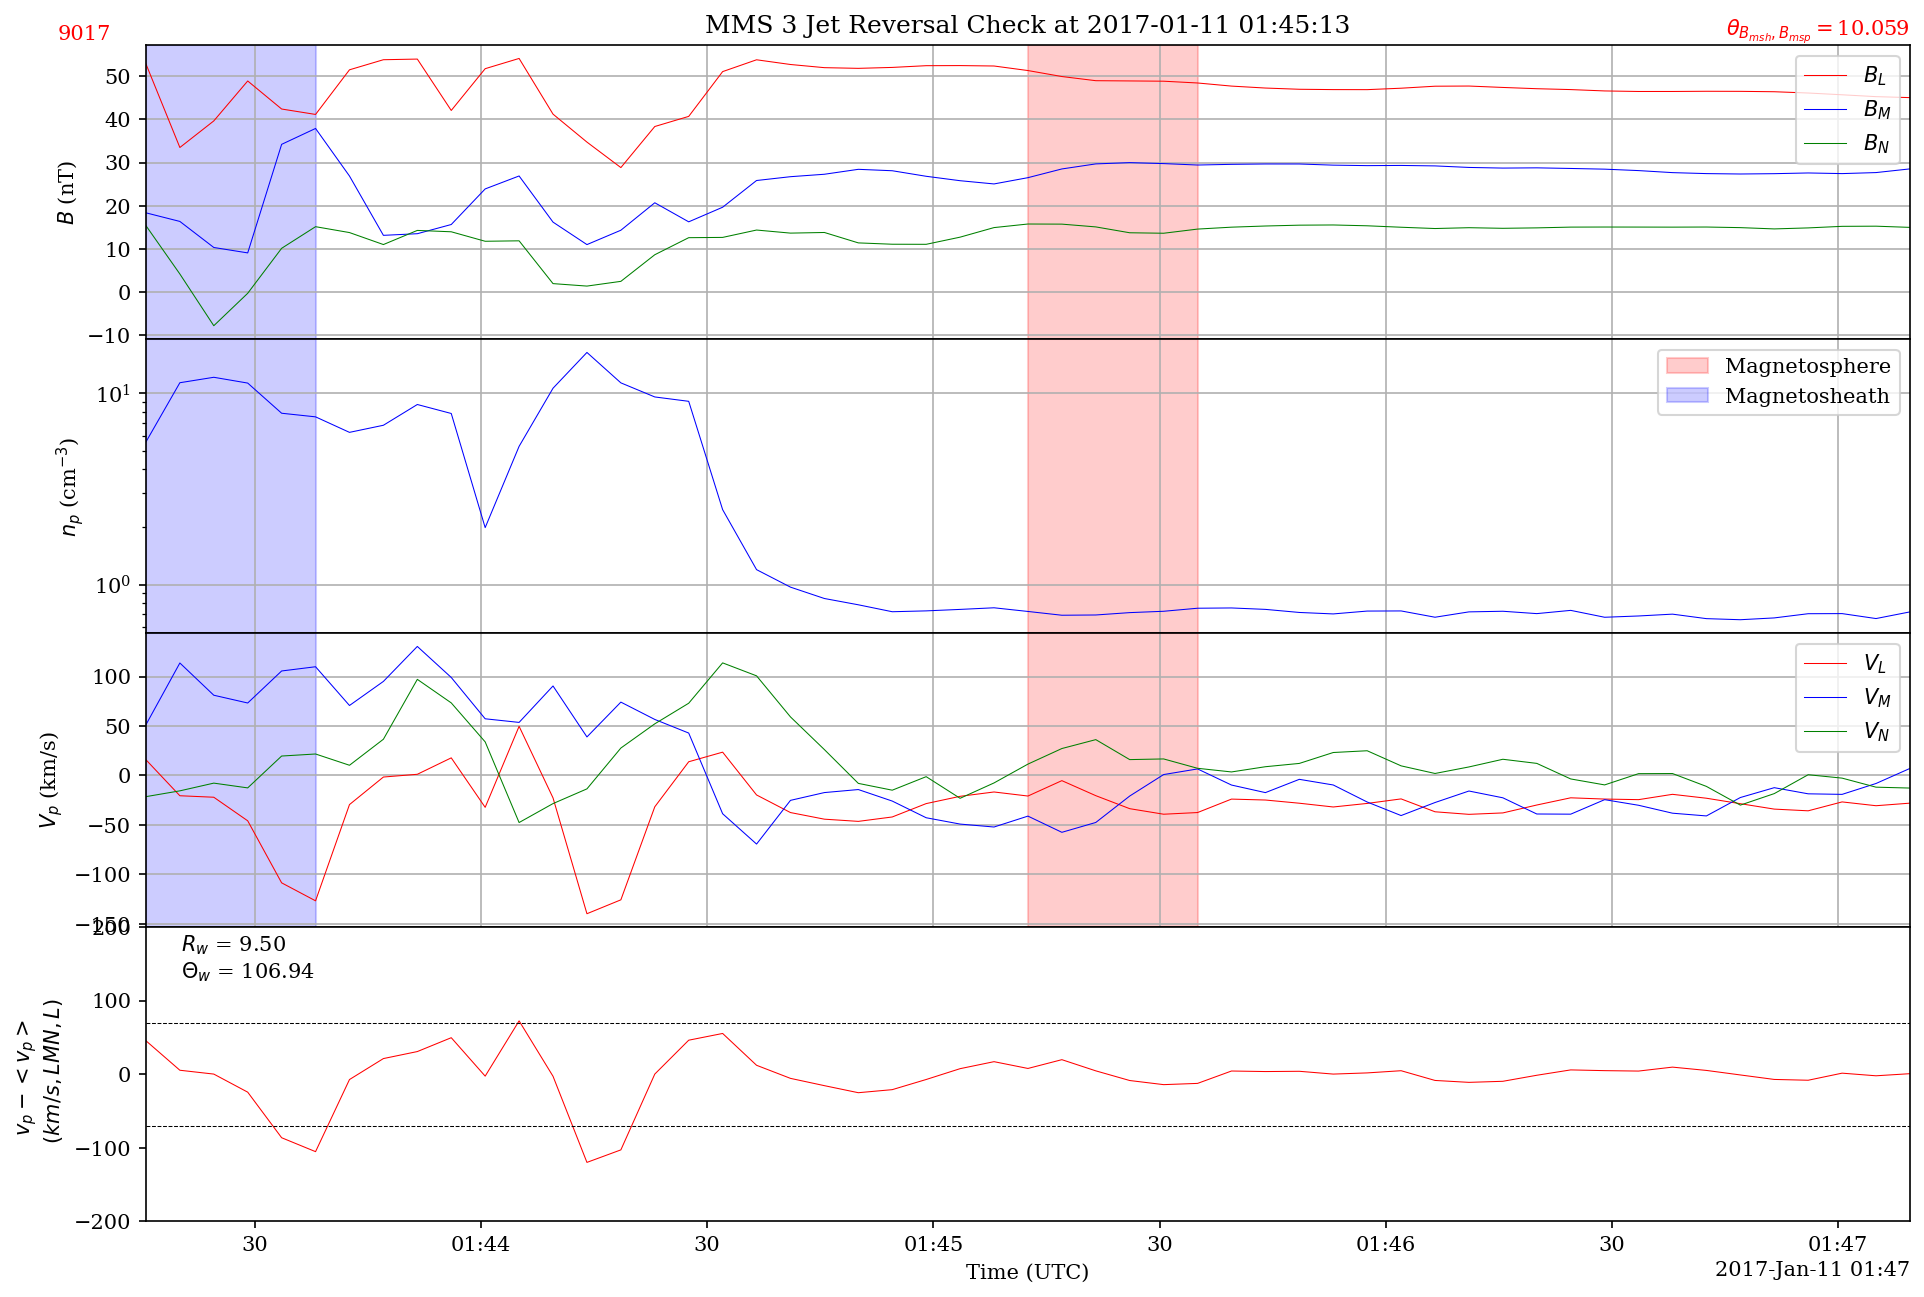 MMS 3 Jet Reversal Check at 2017-01-11 01:45:13
9017
θ_{B_{msh}, B_{msp}} = 10.059
50
40
30
20
10
0
−10
B (nT)
B_L
B_M
B_N
10^1
10^0
n_p (cm^{−3})
Magnetosphere
Magnetosheath
100
50
0
−50
−100
−150
V_p (km/s)
V_L
V_M
V_N
200
100
0
−100
−200
v_p − < v_p >
(km/s, LMN, L)
R_w = 9.50
Θ_w = 106.94
30 01:44 30 01:45 30 01:46 30 01:47
Time (UTC)
2017-Jan-11 01:47